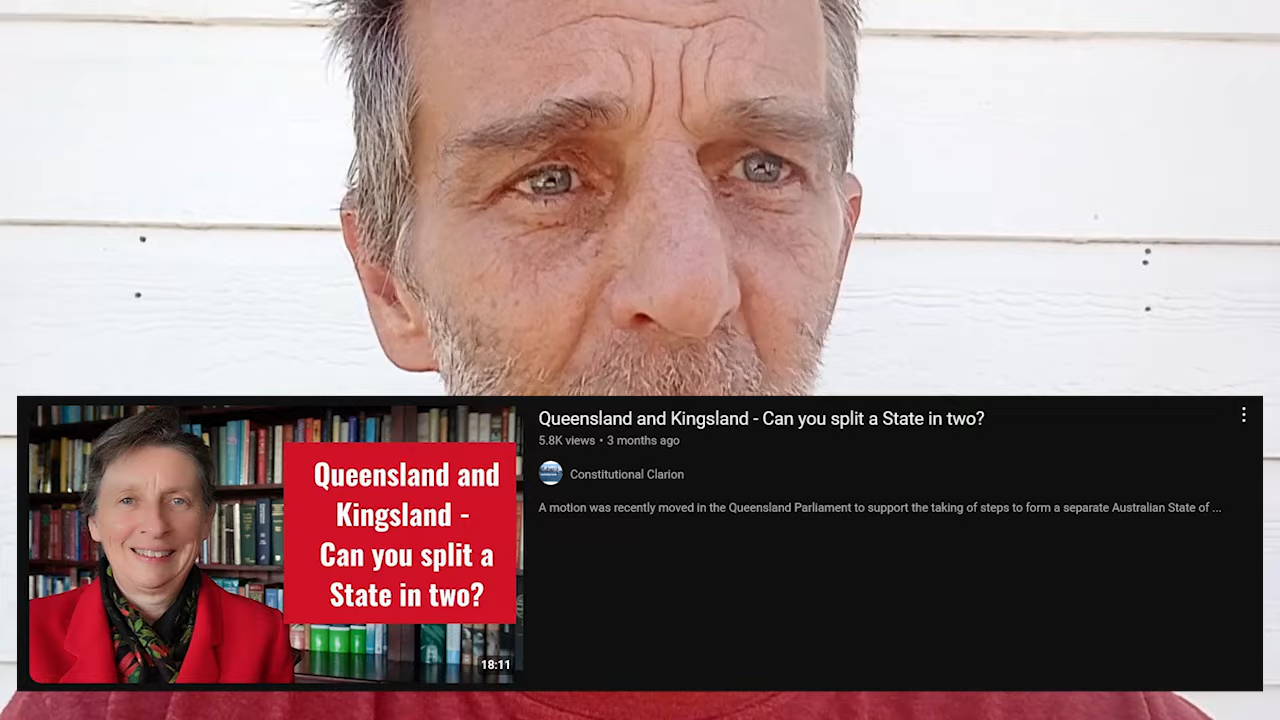 Queensland and
Kingsland -
Can you split a
State in two?
18:11
Queensland and Kingsland - Can you split a State in two?
5.8K views • 3 months ago
Constitutional Clarion
A motion was recently moved in the Queensland Parliament to support the taking of steps to form a separate Australian State of ...